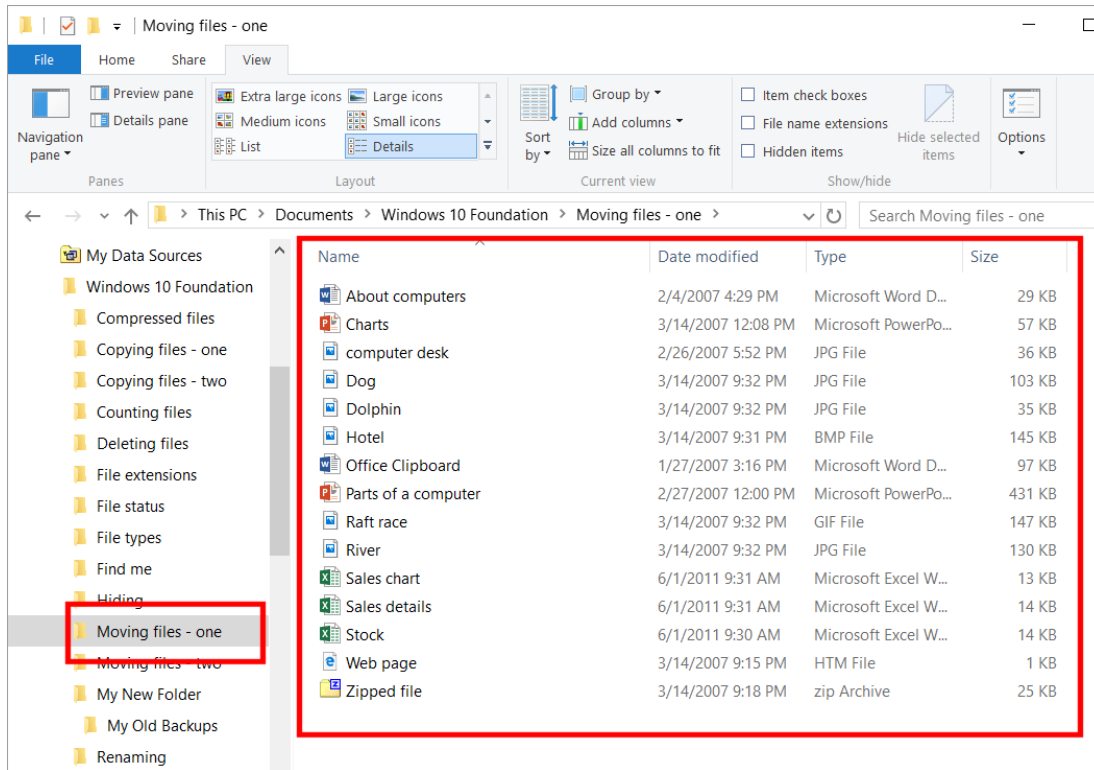 Moving files - one
File Home Share View
Preview pane Extra large icons Large icons Group by Item check boxes
Details pane Medium icons Small icons Add columns File name extensions
Navigation pane List Details Sort by Size all columns to fit Hidden items Hide selected items Options
Panes Layout Current view Show/hide
This PC > Documents > Windows 10 Foundation > Moving files - one > Search Moving files - one
My Data Sources
Windows 10 Foundation
Compressed files
Copying files - one
Copying files - two
Counting files
Deleting files
File extensions
File status
File types
Find me
Hiding
Moving files - one
Moving files - two
My New Folder
My Old Backups
Renaming
Name Date modified Type Size
About computers 2/4/2007 4:29 PM Microsoft Word D... 29 KB
Charts 3/14/2007 12:08 PM Microsoft PowerPo... 57 KB
computer desk 2/26/2007 5:52 PM JPG File 36 KB
Dog 3/14/2007 9:32 PM JPG File 103 KB
Dolphin 3/14/2007 9:32 PM JPG File 35 KB
Hotel 3/14/2007 9:31 PM BMP File 145 KB
Office Clipboard 1/27/2007 3:16 PM Microsoft Word D... 97 KB
Parts of a computer 2/27/2007 12:00 PM Microsoft PowerPo... 431 KB
Raft race 3/14/2007 9:32 PM GIF File 147 KB
River 3/14/2007 9:32 PM JPG File 130 KB
Sales chart 6/1/2011 9:31 AM Microsoft Excel W... 13 KB
Sales details 6/1/2011 9:31 AM Microsoft Excel W... 14 KB
Stock 6/1/2011 9:30 AM Microsoft Excel W... 14 KB
Web page 3/14/2007 9:15 PM HTM File 1 KB
Zipped file 3/14/2007 9:18 PM zip Archive 25 KB